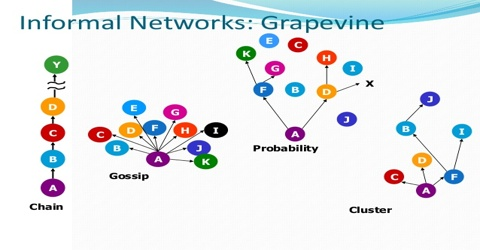 Informal Networks: Grapevine
Y
D
C
B
A
Chain
E
G
C
D
F
H
I
B
J
A
K
Gossip
E
C
K
H
G
I
F
B
D
X
J
A
Probability
J
B
I
D
C
F
A
Cluster